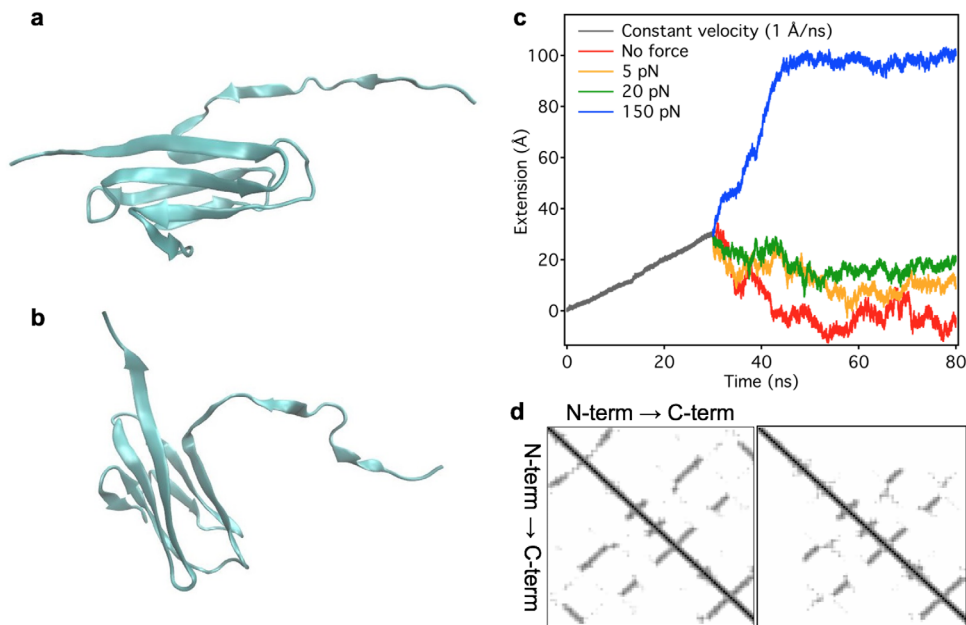 a
b
c
Constant velocity (1 Å/ns)
No force
5 pN
20 pN
150 pN
Extension (Å)
100
80
60
40
20
0
0
20
40
60
80
Time (ns)
d
N-term → C-term
N-term → C-term